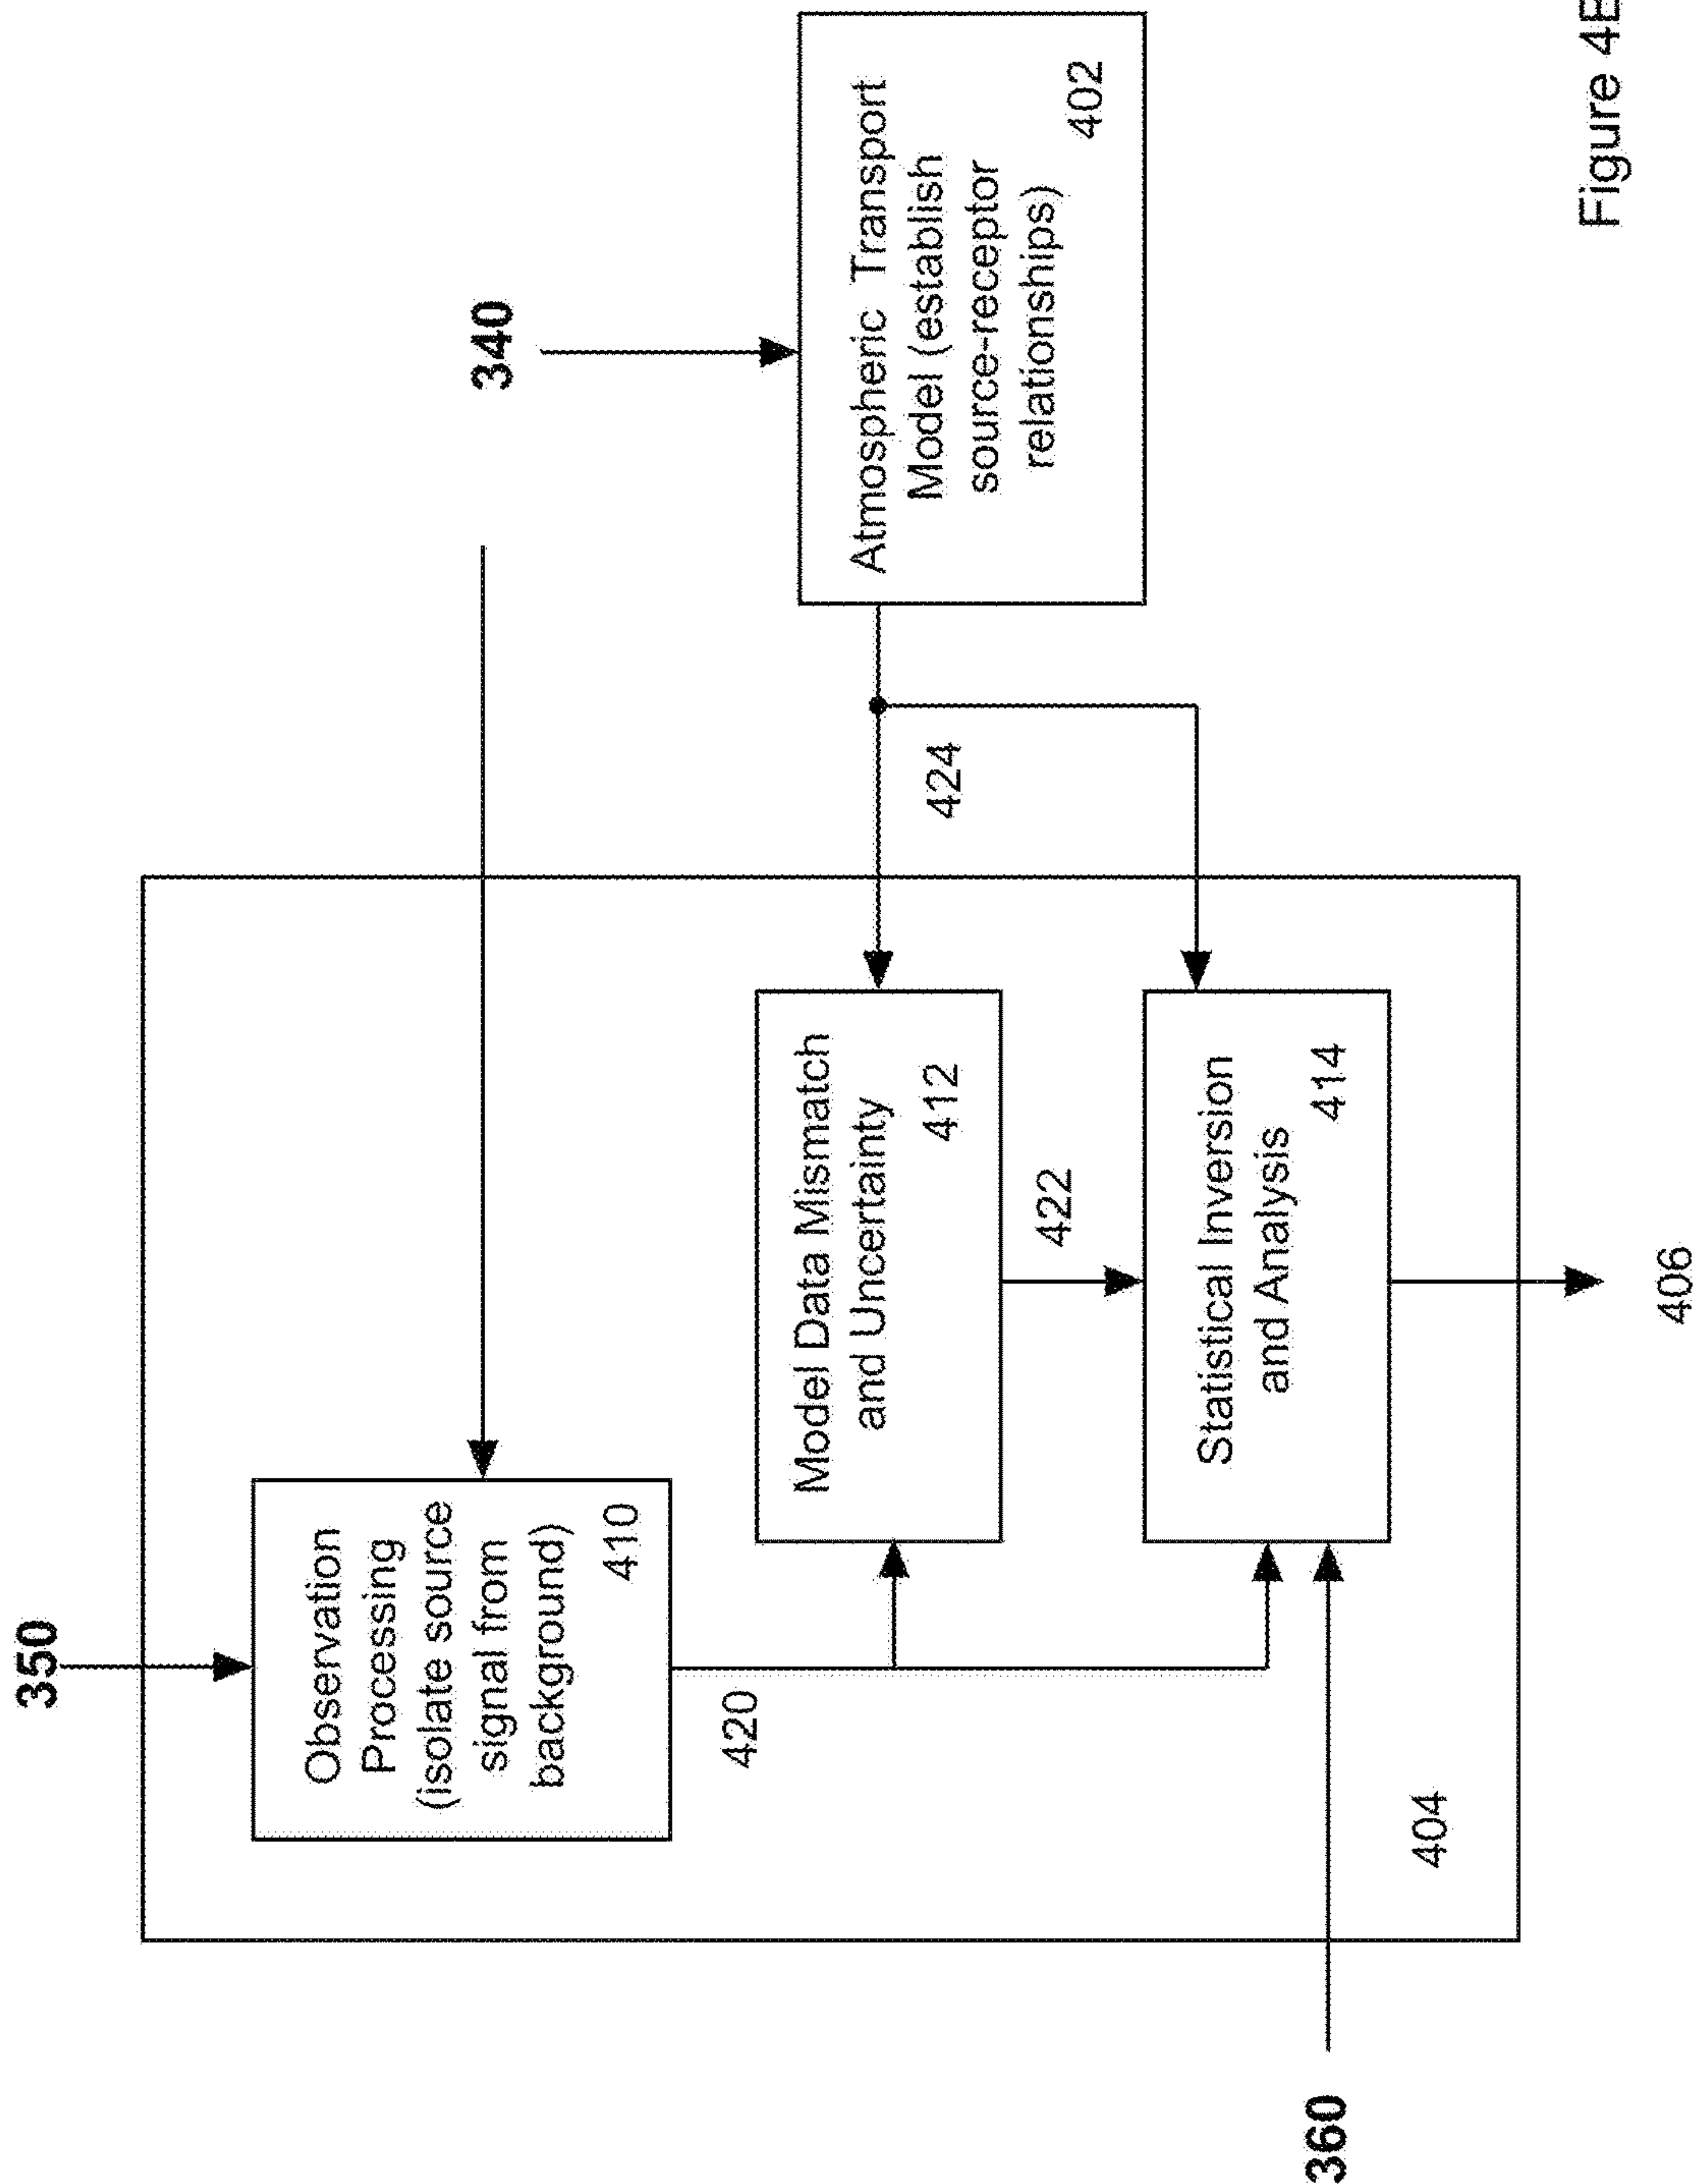 350
Observation
Processing
(isolate source
signal from
background)
410
340
420
Model Data Mismatch
and Uncertainty
412
424
Atmospheric Transport
Model (establish
source-receptor
relationships)
402
422
Statistical Inversion
and Analysis
414
360
404
406
Figure